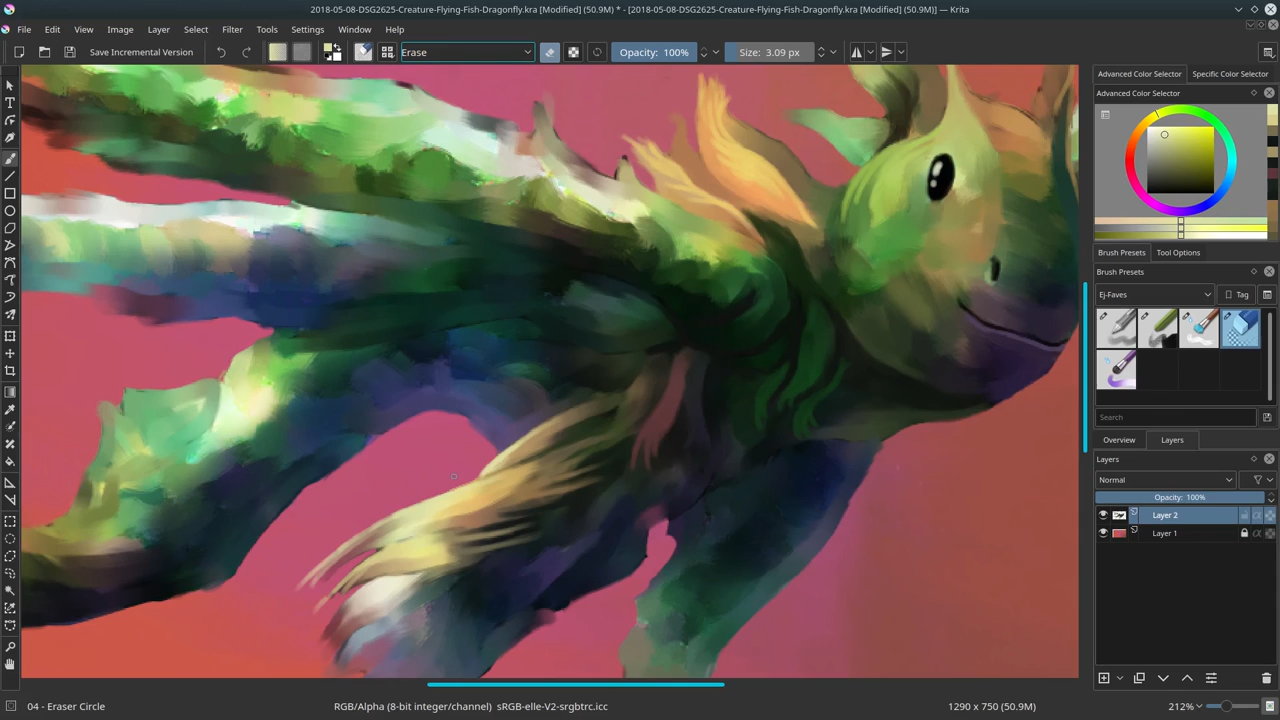 2018-05-08-DSG2625-Creature-Flying-Fish-Dragonfly.kra [Modified] (50.9M) * - [2018-05-08-DSG2625-Creature-Flying-Fish-Dragonfly.kra [Modified] (50.9M)] — Krita
File Edit View Image Layer Select Filter Tools Settings Window Help
Save Incremental Version Erase Opacity: 100% Size: 3.09 px
Advanced Color Selector Specific Color Selector
Advanced Color Selector
Brush Presets Tool Options
Brush Presets
Ej-Faves Tag
Search
Overview Layers
Layers
Normal
Opacity: 100%
Layer 2
Layer 1
04 - Eraser Circle RGB/Alpha (8-bit integer/channel) sRGB-elle-V2-srgbtrc.icc 1290 x 750 (50.9M) 212%